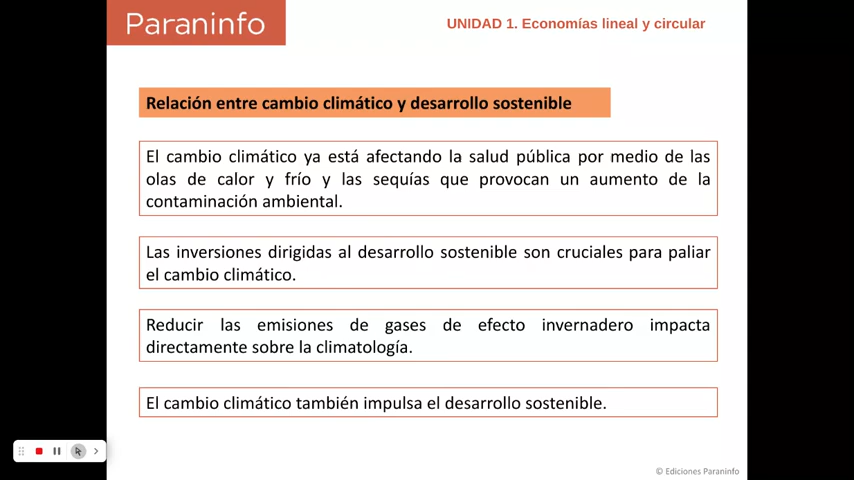 Paraninfo
UNIDAD 1. Economías lineal y circular
Relación entre cambio climático y desarrollo sostenible
El cambio climático ya está afectando la salud pública por medio de las
olas de calor y frío y las sequías que provocan un aumento de la
contaminación ambiental.
Las inversiones dirigidas al desarrollo sostenible son cruciales para paliar
el cambio climático.
Reducir las emisiones de gases de efecto invernadero impacta
directamente sobre la climatología.
El cambio climático también impulsa el desarrollo sostenible.
© Ediciones Paraninfo